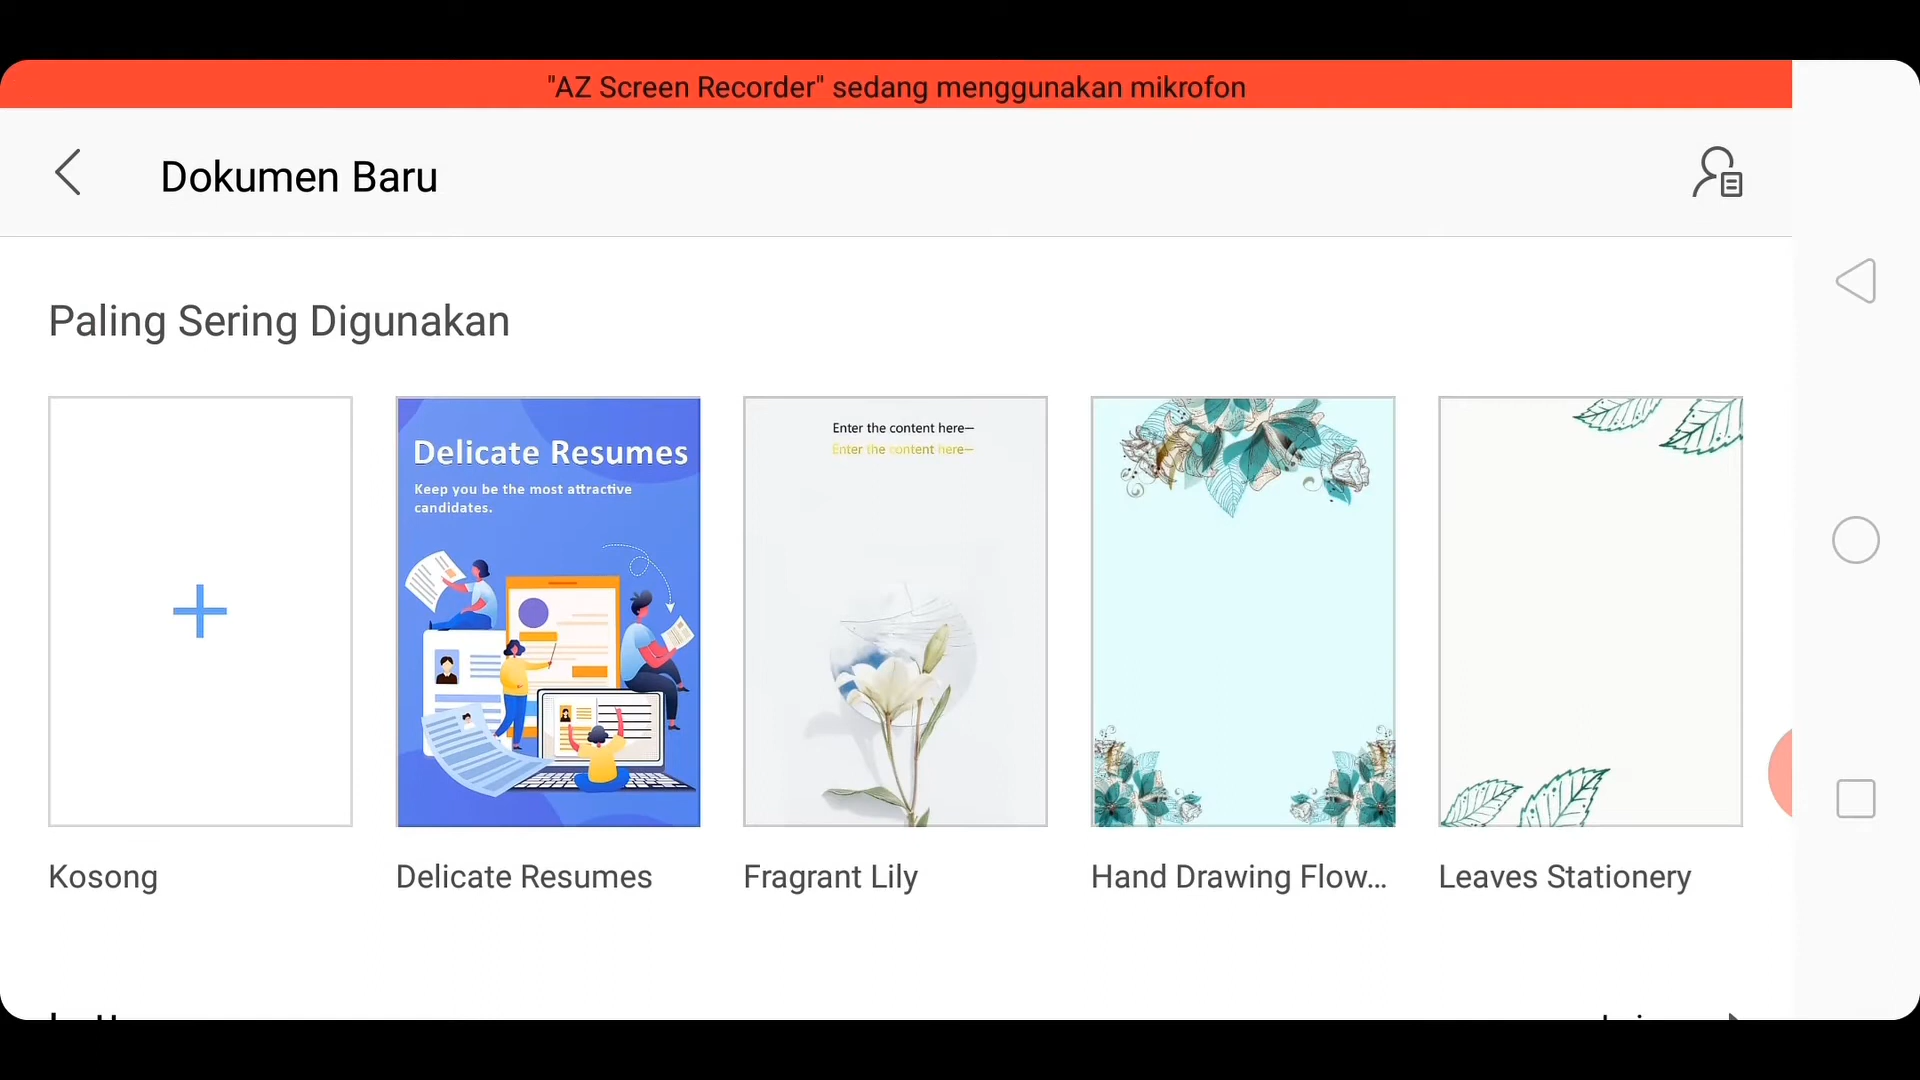 "AZ Screen Recorder" sedang menggunakan mikrofon
Dokumen Baru
Paling Sering Digunakan
Delicate Resumes
Keep you be the most attractive
candidates.
Enter the content here—
Enter the content here—
Kosong
Delicate Resumes
Fragrant Lily
Hand Drawing Flow...
Leaves Stationery